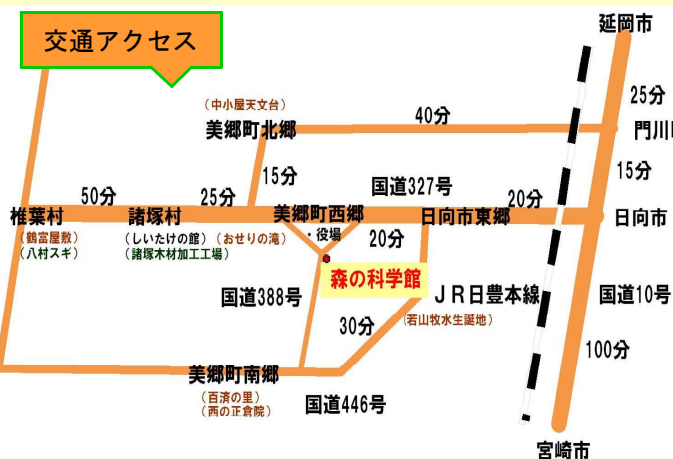 交通アクセス
延岡市
(中小屋天文台)
美郷町北郷
40分
25分
門川
15分
15分
国道327号
50分
25分
20分
椎葉村
諸塚村
美郷町西郷
日向市東郷
日向市
(鶴富屋敷)
(しいたけの館)
(おせりの滝)
・役場
20分
(八村スギ)
(諸塚木材加工工場)
森の科学館
国道388号
JR日豊本線
国道10号
30分
(若山牧水生誕地)
100分
美郷町南郷
(百済の里)
国道446号
(西の正倉院)
宮崎市